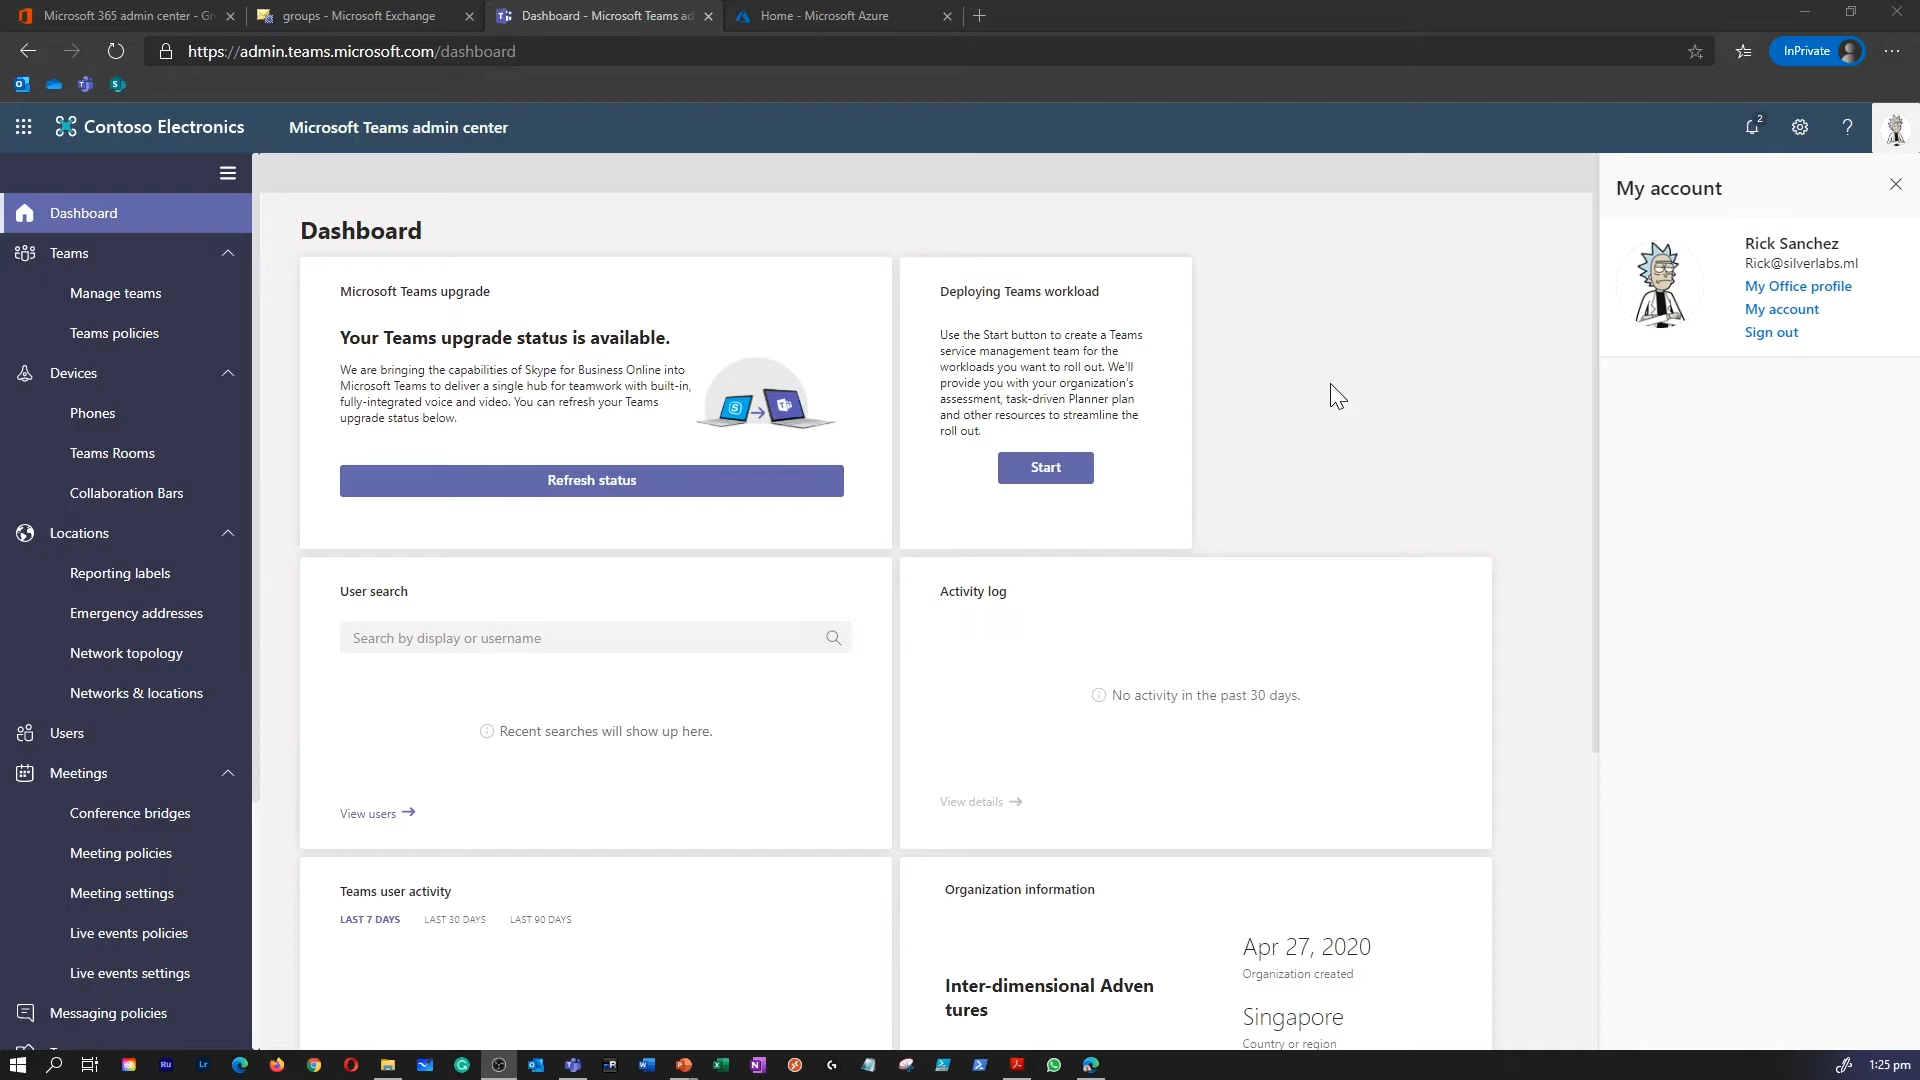 Microsoft 365 admin center - Gr
groups - Microsoft Exchange
Dashboard - Microsoft Teams ad
Home - Microsoft Azure
https://admin.teams.microsoft.com/dashboard
InPrivate
Contoso Electronics
Microsoft Teams admin center
2
?
Dashboard
Teams
Manage teams
Teams policies
Devices
Phones
Teams Rooms
Collaboration Bars
Locations
Reporting labels
Emergency addresses
Network topology
Networks & locations
Users
Meetings
Conference bridges
Meeting policies
Meeting settings
Live events policies
Live events settings
Messaging policies
Dashboard
Microsoft Teams upgrade
Your Teams upgrade status is available.
We are bringing the capabilities of Skype for Business Online into
Microsoft Teams to deliver a single hub for teamwork with built-in,
fully-integrated voice and video. You can refresh your Teams
upgrade status below.
Refresh status
Deploying Teams workload
Use the Start button to create a Teams
service management team for the
workloads you want to roll out. We'll
provide you with your organization's
assessment, task-driven Planner plan
and other resources to streamline the
roll out.
Start
User search
Search by display or username
Recent searches will show up here.
View users
Activity log
No activity in the past 30 days.
View details
Teams user activity
LAST 7 DAYS LAST 30 DAYS LAST 90 DAYS
Organization information
Inter-dimensional Adven
tures
Apr 27, 2020
Organization created
Singapore
Country or region
My account
Rick Sanchez
Rick@silverlabs.ml
My Office profile
My account
Sign out
1:25 pm